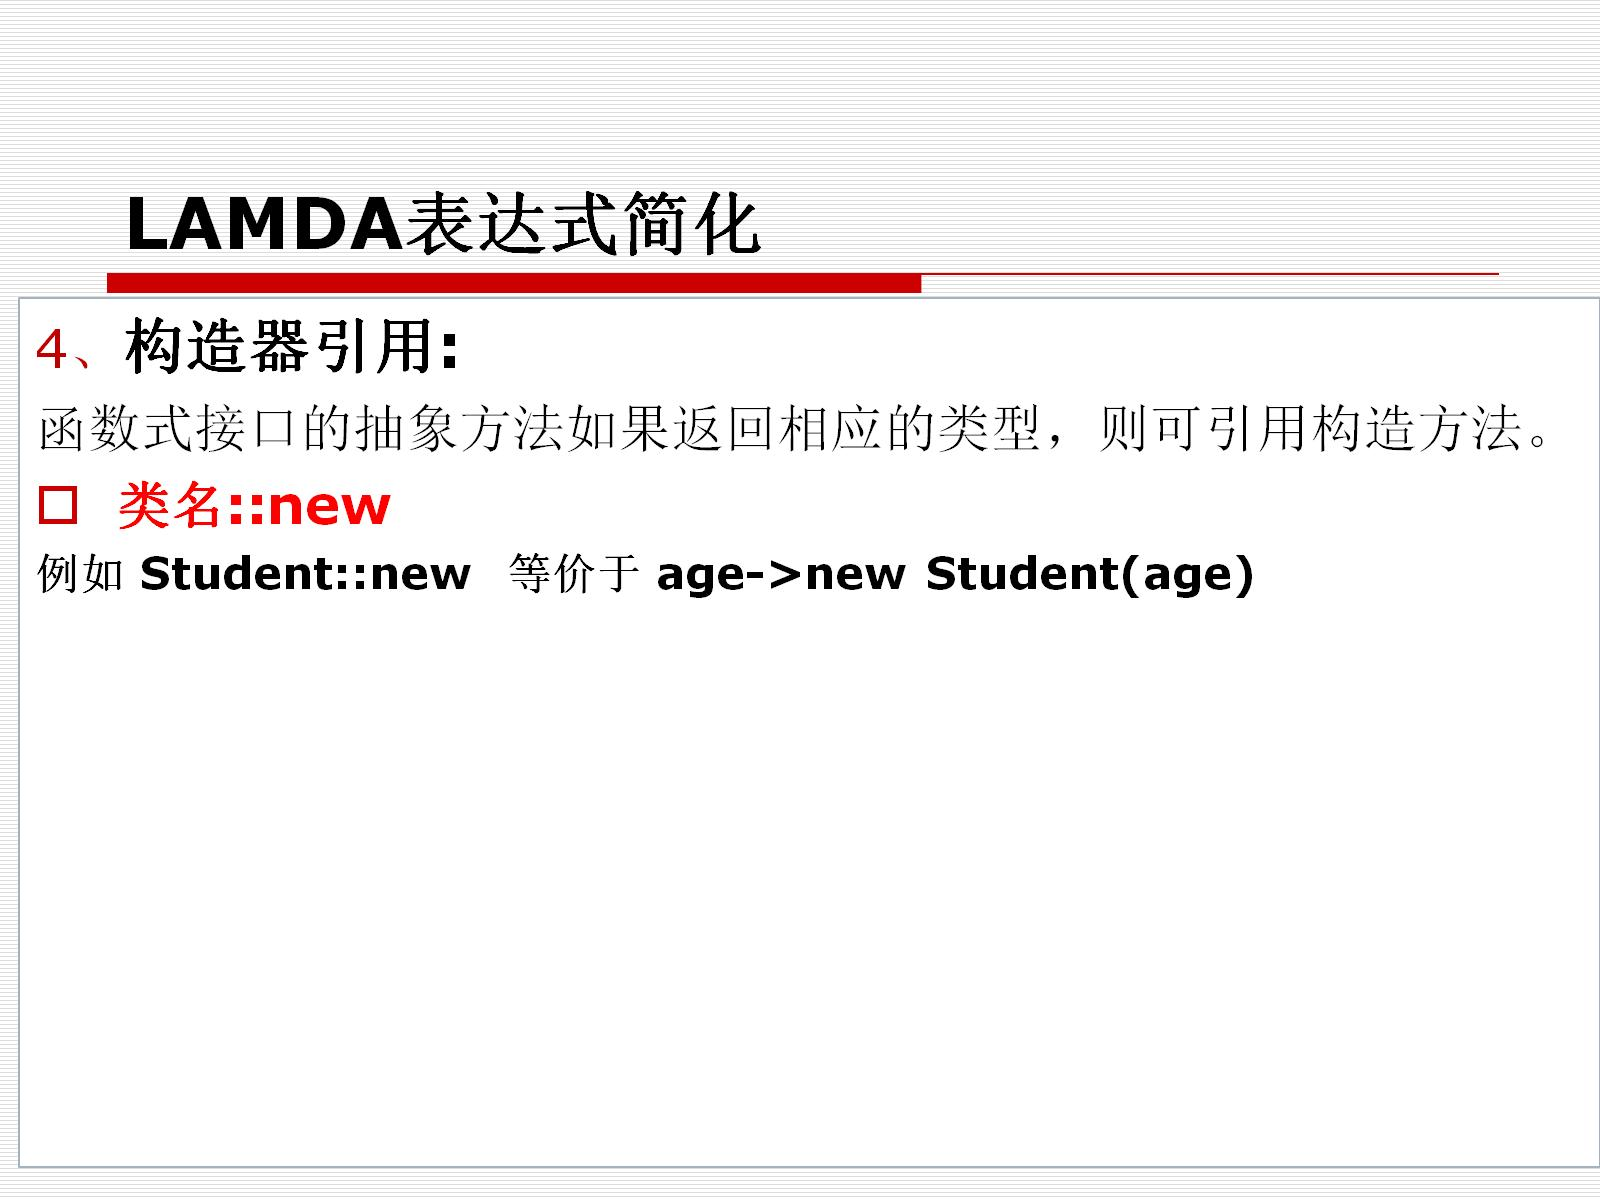 LAMDA表达式简化
4、构造器引用:
函数式接口的抽象方法如果返回相应的类型，则可引用构造方法。
类名::new
例如 Student::new 等价于 age->new Student(age)